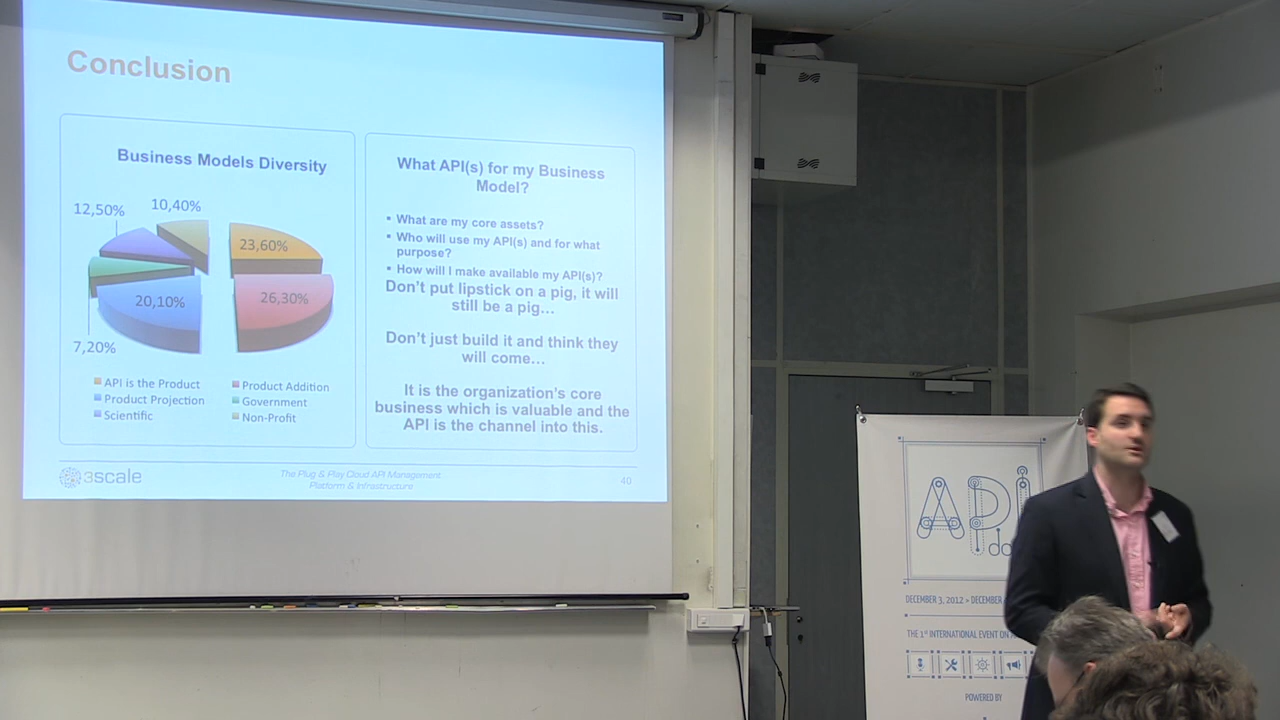 Conclusion
Business Models Diversity
12,50%
10,40%
23,60%
20,10%
26,30%
7,20%
API is the Product
Product Addition
Product Projection
Government
Scientific
Non-Profit
What API(s) for my Business
Model?
▪ What are my core assets?
▪ Who will use my API(s) and for what
purpose?
▪ How will I make available my API(s)?
Don't put lipstick on a pig, it will
still be a pig…
Don't just build it and think they
will come…
It is the organization's core
business which is valuable and the
API is the channel into this.
3scale
The Plug & Play Cloud API Management
Platform & Infrastructure
40
API
DECEMBER 3, 2012 > DECEMBER
THE 1st INTERNATIONAL EVENT ON
POWERED BY